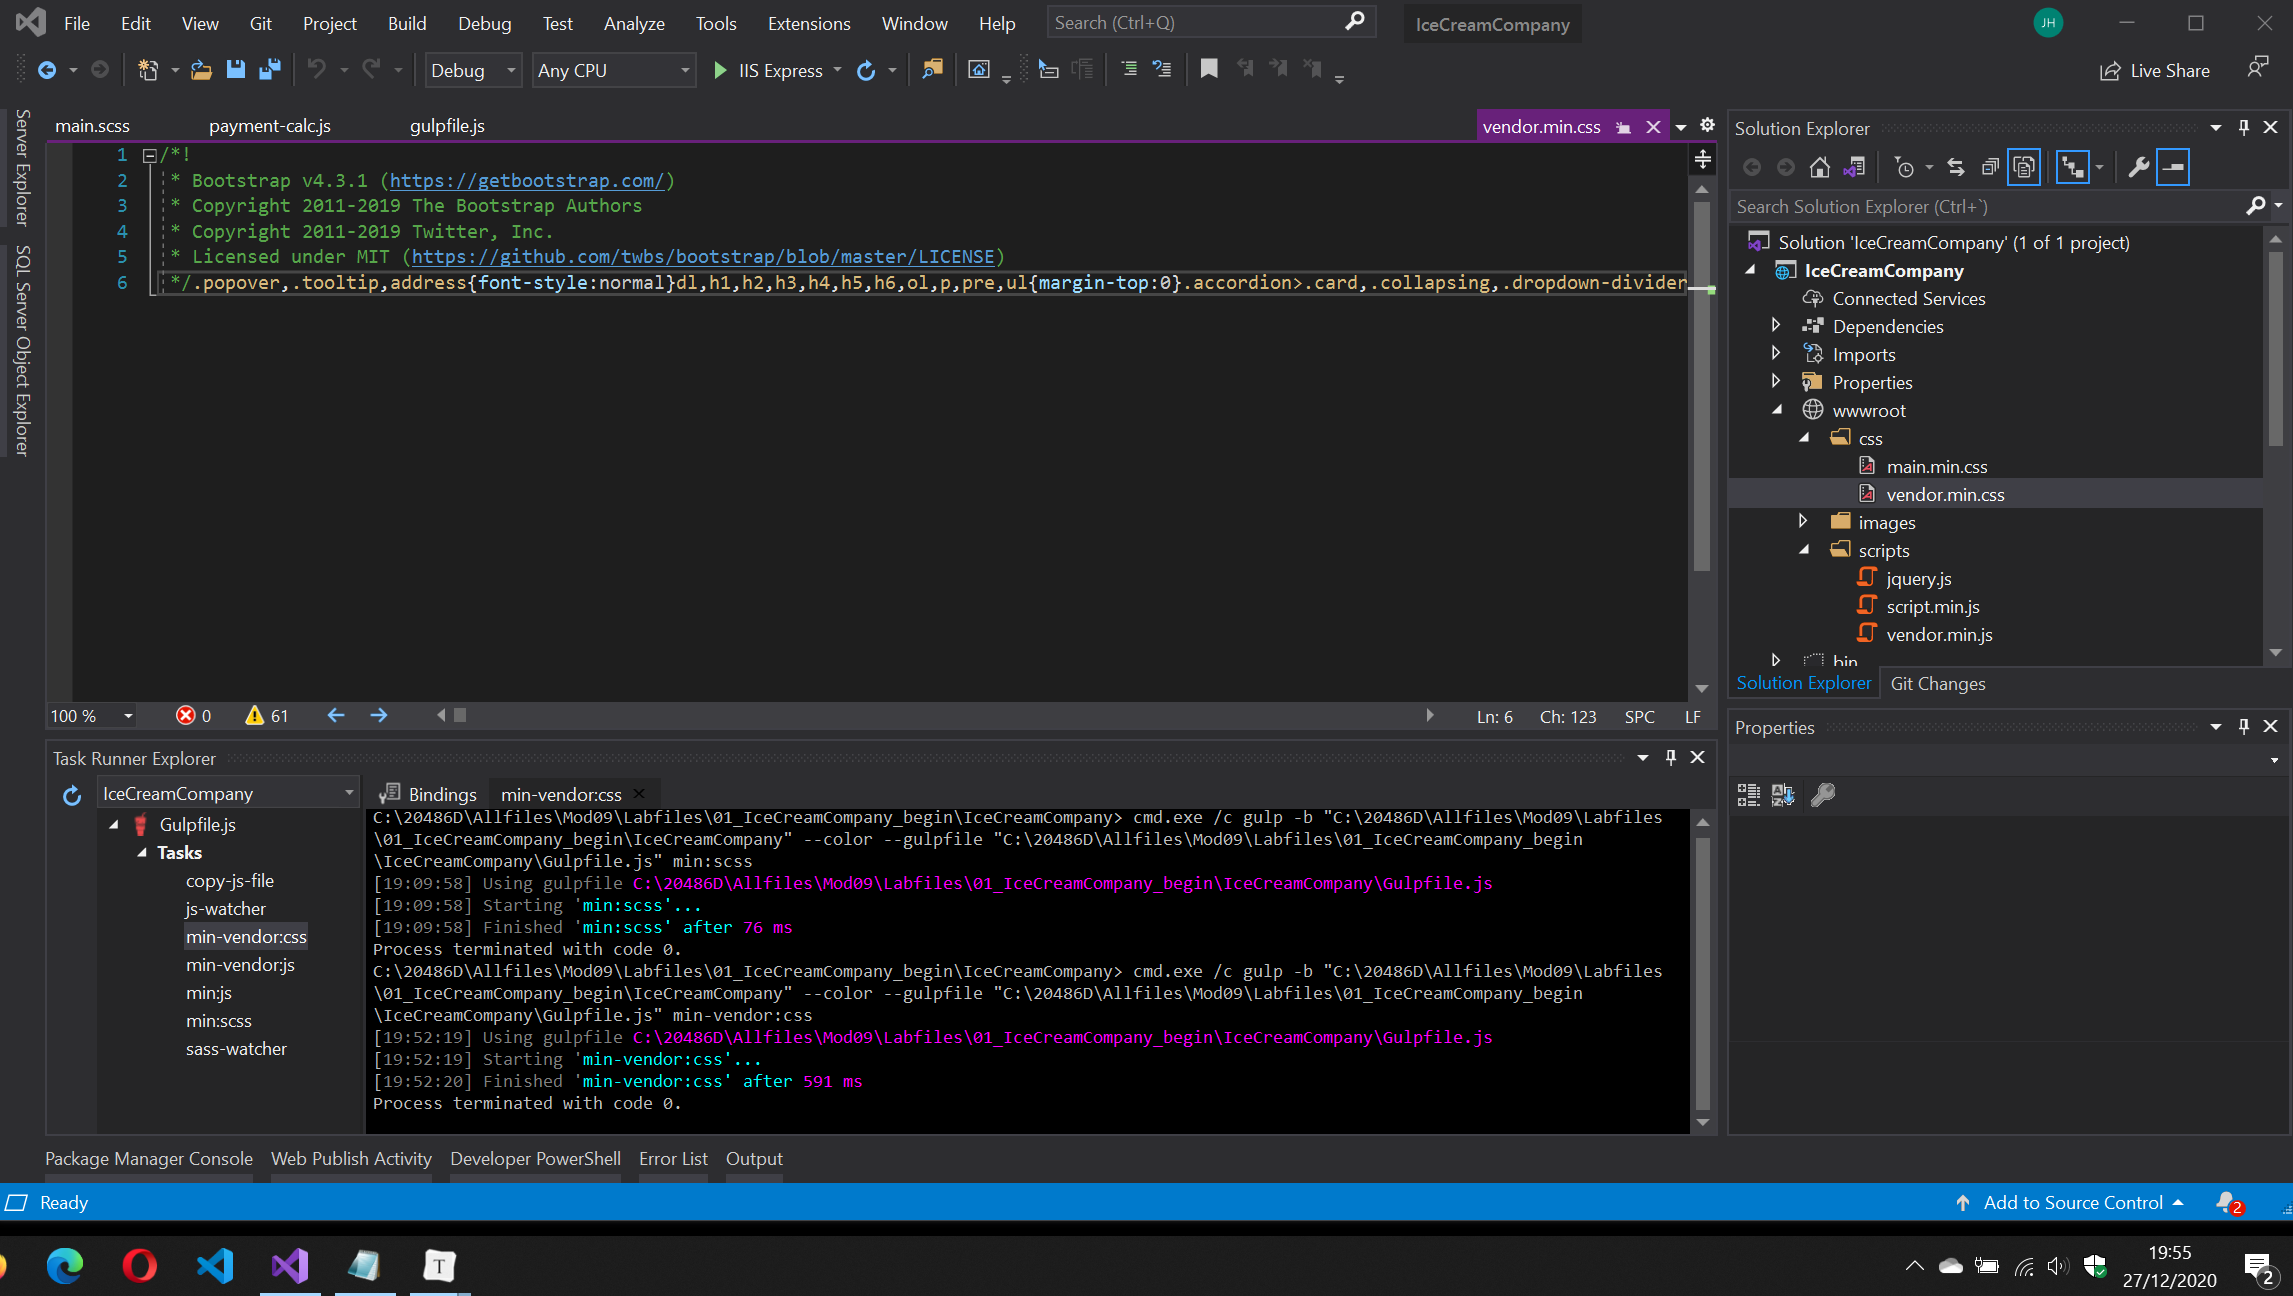 File Edit View Git Project Build Debug Test Analyze Tools Extensions Window Help Search (Ctrl+Q) IceCreamCompany JH
Debug Any CPU IIS Express Live Share
Server Explorer
SQL Server Object Explorer
main.scss payment-calc.js gulpfile.js vendor.min.css
1 /*!
2 * Bootstrap v4.3.1 (https://getbootstrap.com/)
3 * Copyright 2011-2019 The Bootstrap Authors
4 * Copyright 2011-2019 Twitter, Inc.
5 * Licensed under MIT (https://github.com/twbs/bootstrap/blob/master/LICENSE)
6 */.popover,.tooltip,address{font-style:normal}dl,h1,h2,h3,h4,h5,h6,ol,p,pre,ul{margin-top:0}.accordion>.card,.collapsing,.dropdown-divider
100 % 0 61 Ln: 6 Ch: 123 SPC LF
Solution Explorer
Search Solution Explorer (Ctrl+`)
Solution 'IceCreamCompany' (1 of 1 project)
IceCreamCompany
Connected Services
Dependencies
Imports
Properties
wwwroot
css
main.min.css
vendor.min.css
images
scripts
jquery.js
script.min.js
vendor.min.js
bin
Solution Explorer Git Changes
Properties
Task Runner Explorer
IceCreamCompany
Gulpfile.js
Tasks
copy-js-file
js-watcher
min-vendor:css
min-vendor:js
min:js
min:scss
sass-watcher
Bindings min-vendor:css
C:\20486D\Allfiles\Mod09\Labfiles\01_IceCreamCompany_begin\IceCreamCompany> cmd.exe /c gulp -b "C:\20486D\Allfiles\Mod09\Labfiles
\01_IceCreamCompany_begin\IceCreamCompany" --color --gulpfile "C:\20486D\Allfiles\Mod09\Labfiles\01_IceCreamCompany_begin
\IceCreamCompany\Gulpfile.js" min:scss
[19:09:58] Using gulpfile C:\20486D\Allfiles\Mod09\Labfiles\01_IceCreamCompany_begin\IceCreamCompany\Gulpfile.js
[19:09:58] Starting 'min:scss'...
[19:09:58] Finished 'min:scss' after 76 ms
Process terminated with code 0.
C:\20486D\Allfiles\Mod09\Labfiles\01_IceCreamCompany_begin\IceCreamCompany> cmd.exe /c gulp -b "C:\20486D\Allfiles\Mod09\Labfiles
\01_IceCreamCompany_begin\IceCreamCompany" --color --gulpfile "C:\20486D\Allfiles\Mod09\Labfiles\01_IceCreamCompany_begin
\IceCreamCompany\Gulpfile.js" min-vendor:css
[19:52:19] Using gulpfile C:\20486D\Allfiles\Mod09\Labfiles\01_IceCreamCompany_begin\IceCreamCompany\Gulpfile.js
[19:52:19] Starting 'min-vendor:css'...
[19:52:20] Finished 'min-vendor:css' after 591 ms
Process terminated with code 0.
Package Manager Console Web Publish Activity Developer PowerShell Error List Output
Ready Add to Source Control 2
T
19:55
27/12/2020
2